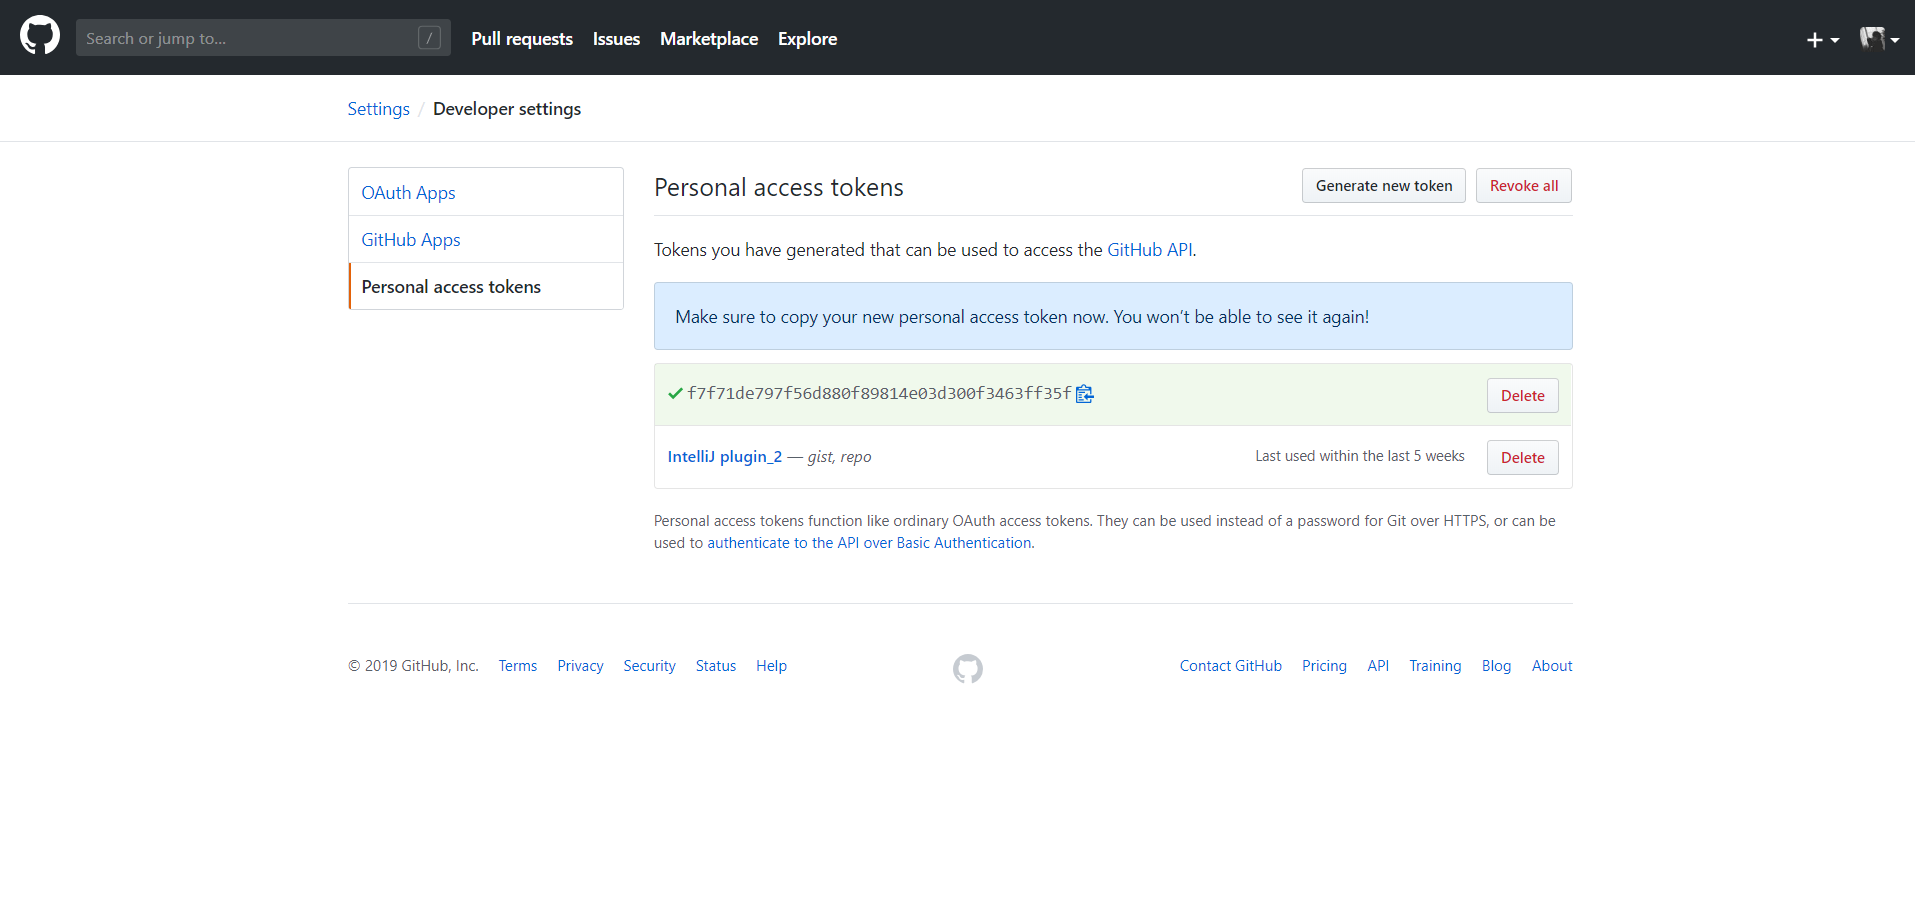 Search or jump to... /
Pull requests Issues Marketplace Explore
Settings / Developer settings
OAuth Apps
GitHub Apps
Personal access tokens
Personal access tokens
Generate new token Revoke all
Tokens you have generated that can be used to access the GitHub API.
Make sure to copy your new personal access token now. You won't be able to see it again!
f7f71de797f56d880f89814e03d300f3463ff35f Delete
IntelliJ plugin_2 — gist, repo Last used within the last 5 weeks Delete
Personal access tokens function like ordinary OAuth access tokens. They can be used instead of a password for Git over HTTPS, or can be
used to authenticate to the API over Basic Authentication.
© 2019 GitHub, Inc. Terms Privacy Security Status Help Contact GitHub Pricing API Training Blog About